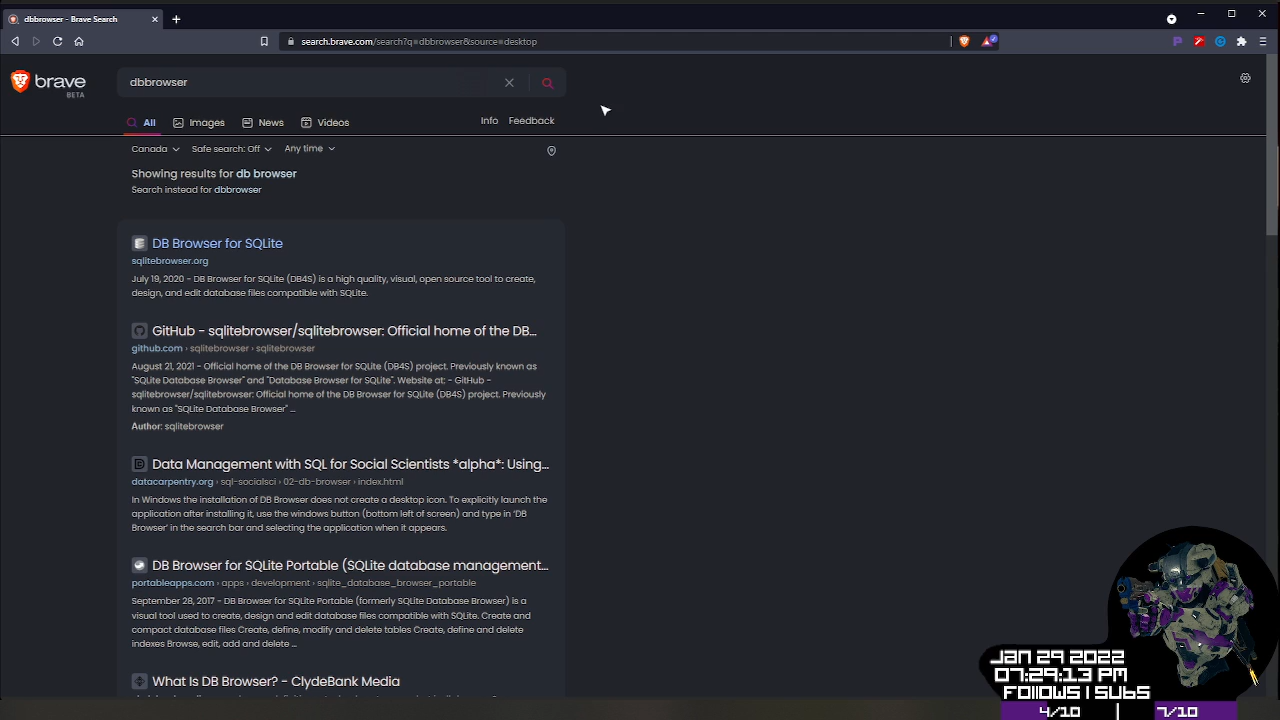 dbbrowser - Brave Search
search.brave.com/search?q=dbbrowser&source=desktop
brave
BETA
dbbrowser
All
Images
News
Videos
Info
Feedback
Canada
Safe search: Off
Any time
Showing results for db browser
Search instead for dbbrowser
DB Browser for SQLite
sqlitebrowser.org
July 19, 2020 - DB Browser for SQLite (DB4S) is a high quality, visual, open source tool to create,
design, and edit database files compatible with SQLite.
GitHub - sqlitebrowser/sqlitebrowser: Official home of the DB...
github.com › sqlitebrowser › sqlitebrowser
August 21, 2021 - Official home of the DB Browser for SQLite (DB4S) project. Previously known as
"SQLite Database Browser" and "Database Browser for SQLite". Website at: - GitHub -
sqlitebrowser/sqlitebrowser: Official home of the DB Browser for SQLite (DB4S) project. Previously
known as "SQLite Database Browser" ...
Author: sqlitebrowser
Data Management with SQL for Social Scientists *alpha*: Using...
datacarpentry.org › sql-socialsci › 02-db-browser › index.html
In Windows the installation of DB Browser does not create a desktop icon. To explicitly launch the
application after installing it, use the windows button (bottom left of screen) and type in 'DB
Browser' in the search bar and selecting the application when it appears.
DB Browser for SQLite Portable (SQLite database management...
portableapps.com › apps › development › sqlite_database_browser_portable
September 28, 2017 - DB Browser for SQLite Portable (formerly SQLite Database Browser) is a
visual tool used to create, design and edit database files compatible with SQLite. Create and
compact database files Create, define, modify and delete tables Create, define and delete
indexes Browse, edit, add and delete ...
What Is DB Browser? - ClydeBank Media
Jan 29 2022
07:29:13 PM
Follows | Subs
4/10 | 7/10